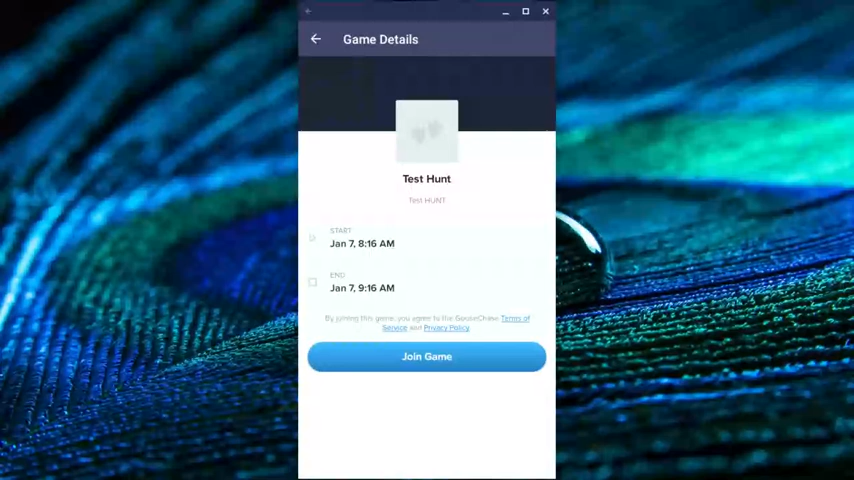 Game Details
Test Hunt
Test HUNT
START
Jan 7, 8:16 AM
END
Jan 7, 9:16 AM
By joining this game, you agree to the GooseChase Terms of
Service and Privacy Policy.
Join Game